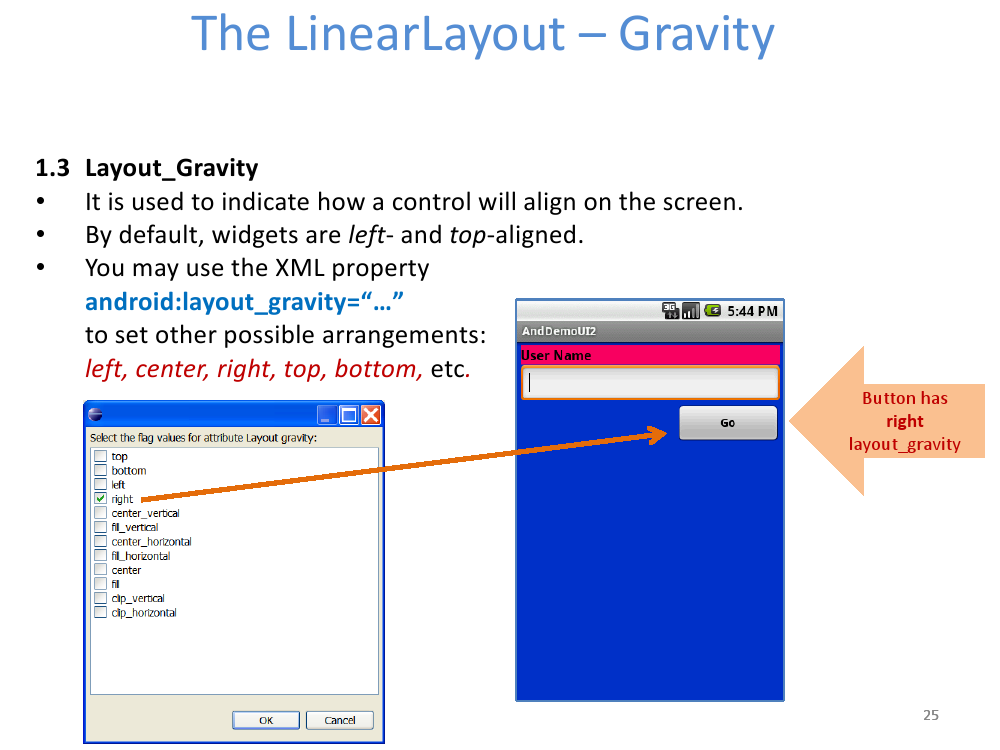 The LinearLayout – Gravity
1.3 Layout_Gravity
• It is used to indicate how a control will align on the screen.
• By default, widgets are left- and top-aligned.
• You may use the XML property
android:layout_gravity=“…”
to set other possible arrangements:
left, center, right, top, bottom, etc.
Select the flag values for attribute Layout gravity:
top
bottom
left
right
center_vertical
fill_vertical
center_horizontal
fill_horizontal
center
fill
clip_vertical
clip_horizontal
OK Cancel
3G 5:44 PM
AndDemoUI2
User Name
Go
Button has
right
layout_gravity
25